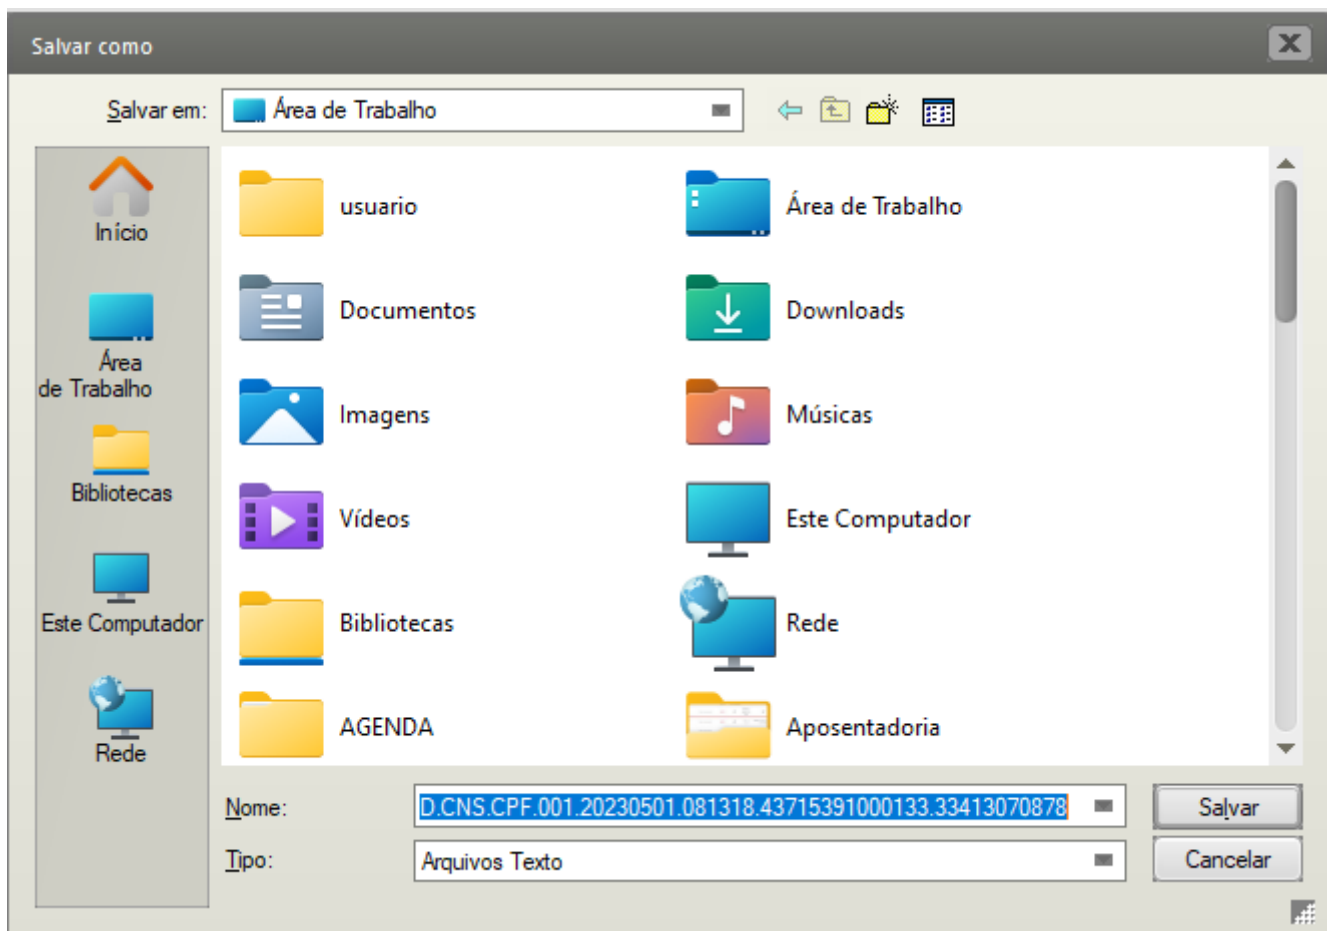 Salvar como
Salvar em: Área de Trabalho
Início
Área
de Trabalho
Bibliotecas
Este Computador
Rede
usuario
Área de Trabalho
Documentos
Downloads
Imagens
Músicas
Vídeos
Este Computador
Bibliotecas
Rede
AGENDA
Aposentadoria
Nome: D.CNS.CPF.001.20230501.081318.43715391000133.33413070878 Salvar
Tipo: Arquivos Texto Cancelar